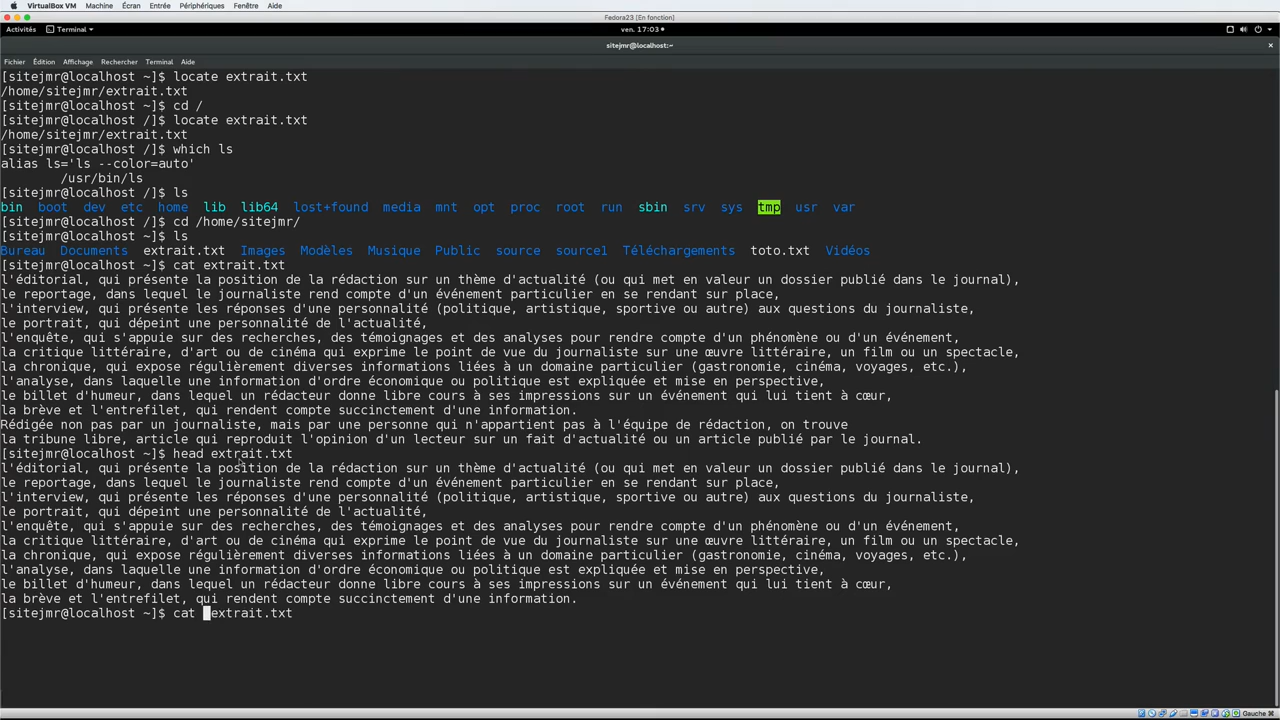 VirtualBox VM Machine Écran Entrée Périphériques Fenêtre Aide
Fedora23 [En fonction]
Activités Terminal ven. 17:03
sitejmr@localhost:~
Fichier Édition Affichage Rechercher Terminal Aide
[sitejmr@localhost ~]$ locate extrait.txt
/home/sitejmr/extrait.txt
[sitejmr@localhost ~]$ cd /
[sitejmr@localhost /]$ locate extrait.txt
/home/sitejmr/extrait.txt
[sitejmr@localhost /]$ which ls
alias ls='ls --color=auto'
/usr/bin/ls
[sitejmr@localhost /]$ ls
bin boot dev etc home lib lib64 lost+found media mnt opt proc root run sbin srv sys tmp usr var
[sitejmr@localhost /]$ cd /home/sitejmr/
[sitejmr@localhost ~]$ ls
Bureau Documents extrait.txt Images Modèles Musique Public source source1 Téléchargements toto.txt Vidéos
[sitejmr@localhost ~]$ cat extrait.txt
l'éditorial, qui présente la position de la rédaction sur un thème d'actualité (ou qui met en valeur un dossier publié dans le journal),
le reportage, dans lequel le journaliste rend compte d'un événement particulier en se rendant sur place,
l'interview, qui présente les réponses d'une personnalité (politique, artistique, sportive ou autre) aux questions du journaliste,
le portrait, qui dépeint une personnalité de l'actualité,
l'enquête, qui s'appuie sur des recherches, des témoignages et des analyses pour rendre compte d'un phénomène ou d'un événement,
la critique littéraire, d'art ou de cinéma qui exprime le point de vue du journaliste sur une œuvre littéraire, un film ou un spectacle,
la chronique, qui expose régulièrement diverses informations liées à un domaine particulier (gastronomie, cinéma, voyages, etc.),
l'analyse, dans laquelle une information d'ordre économique ou politique est expliquée et mise en perspective,
le billet d'humeur, dans lequel un rédacteur donne libre cours à ses impressions sur un événement qui lui tient à cœur,
la brève et l'entrefilet, qui rendent compte succinctement d'une information.
Rédigée non pas par un journaliste, mais par une personne qui n'appartient pas à l'équipe de rédaction, on trouve
la tribune libre, article qui reproduit l'opinion d'un lecteur sur un fait d'actualité ou un article publié par le journal.
[sitejmr@localhost ~]$ head extrait.txt
l'éditorial, qui présente la position de la rédaction sur un thème d'actualité (ou qui met en valeur un dossier publié dans le journal),
le reportage, dans lequel le journaliste rend compte d'un événement particulier en se rendant sur place,
l'interview, qui présente les réponses d'une personnalité (politique, artistique, sportive ou autre) aux questions du journaliste,
le portrait, qui dépeint une personnalité de l'actualité,
l'enquête, qui s'appuie sur des recherches, des témoignages et des analyses pour rendre compte d'un phénomène ou d'un événement,
la critique littéraire, d'art ou de cinéma qui exprime le point de vue du journaliste sur une œuvre littéraire, un film ou un spectacle,
la chronique, qui expose régulièrement diverses informations liées à un domaine particulier (gastronomie, cinéma, voyages, etc.),
l'analyse, dans laquelle une information d'ordre économique ou politique est expliquée et mise en perspective,
le billet d'humeur, dans lequel un rédacteur donne libre cours à ses impressions sur un événement qui lui tient à cœur,
la brève et l'entrefilet, qui rendent compte succinctement d'une information.
[sitejmr@localhost ~]$ cat extrait.txt
Gauche ⌘